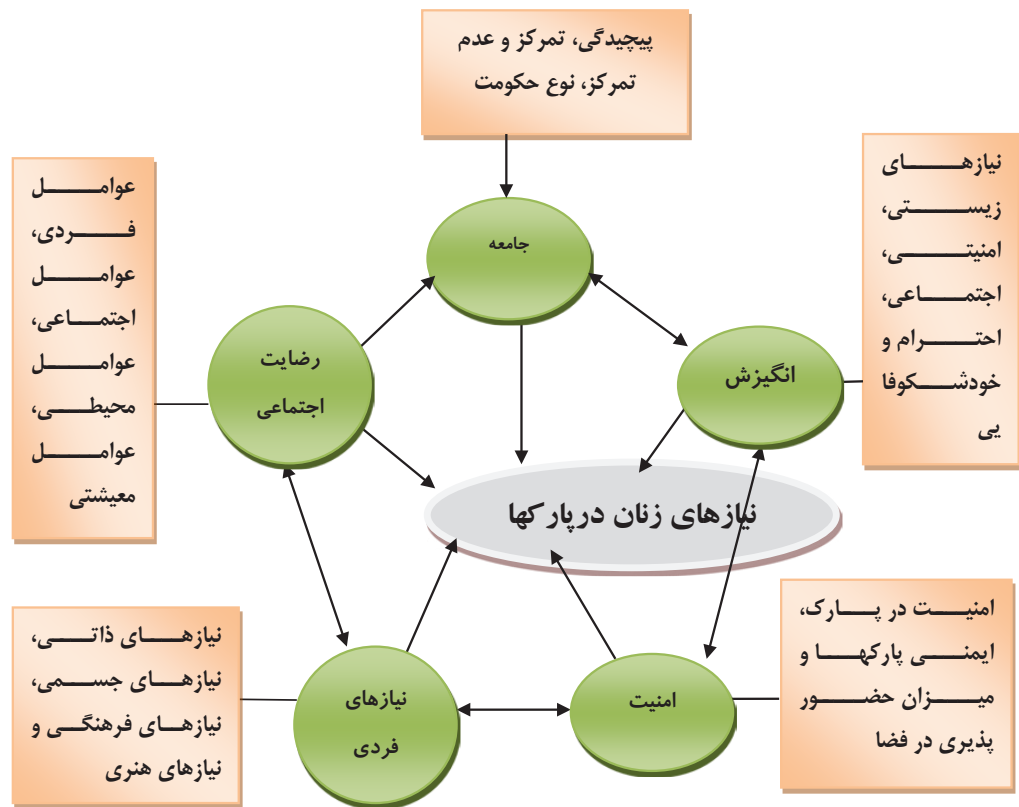 پیچیدگی، تمرکز و عدم
تمرکز، نوع حکومت
نیازهای
زیستی،
امنیتی،
اجتماعی،
احترام و
خودشکوفا
یی
عوامل
فردی،
عوامل
اجتماعی،
عوامل
محیطی،
عوامل
معیشتی
جامعه
رضایت
اجتماعی
انگیزش
نیازهای زنان درپارکها
امنیت در پارک،
ایمنی پارکها و
میزان حضور
پذیری در فضا
نیازهای ذاتی،
نیازهای جسمی،
نیازهای فرهنگی و
نیازهای هنری
نیازهای
فردی
امنیت